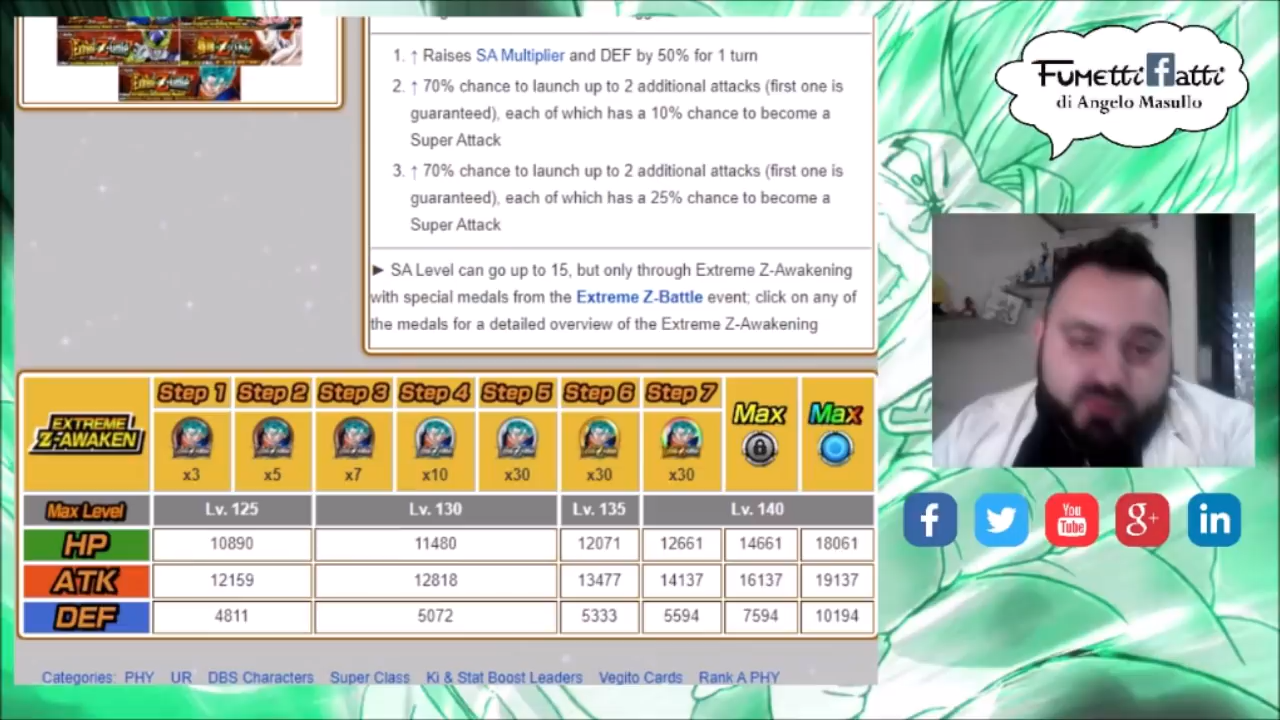 1. ↑ Raises SA Multiplier and DEF by 50% for 1 turn
2. ↑ 70% chance to launch up to 2 additional attacks (first one is
guaranteed), each of which has a 10% chance to become a
Super Attack
3. ↑ 70% chance to launch up to 2 additional attacks (first one is
guaranteed), each of which has a 25% chance to become a
Super Attack
► SA Level can go up to 15, but only through Extreme Z-Awakening
with special medals from the Extreme Z-Battle event; click on any of
the medals for a detailed overview of the Extreme Z-Awakening
EXTREME Z-AWAKEN
Step 1 Step 2 Step 3 Step 4 Step 5 Step 6 Step 7 Max Max
x3 x5 x7 x10 x30 x30 x30
Max Level Lv. 125 Lv. 130 Lv. 135 Lv. 140
HP 10890 11480 12071 12661 14661 18061
ATK 12159 12818 13477 14137 16137 19137
DEF 4811 5072 5333 5594 7594 10194
Categories: PHY UR DBS Characters Super Class Ki & Stat Boost Leaders Vegito Cards Rank A PHY
FUMETTI fATTI
di Angelo Masullo
f You Tube g+ in